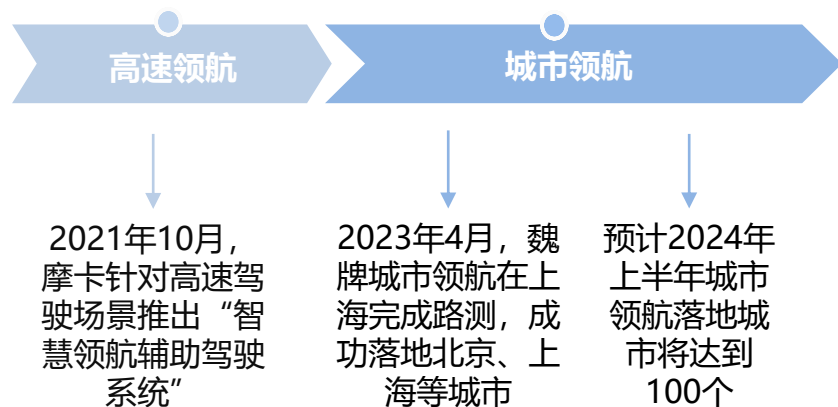 高速领航
城市领航
2021年10月，
摩卡针对高速驾
驶场景推出“智
慧领航辅助驾驶
系统”
2023年4月，魏
牌城市领航在上
海完成路测，成
功落地北京、上
海等城市
预计2024年
上半年城市
领航落地城
市将达到
100个